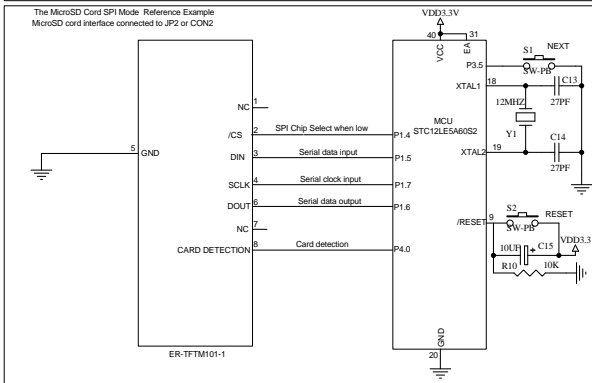 The MicroSD Cord SPI Mode Reference Example
MicroSD cord interface connected to JP2 or CON2
VDD3.3V
40
31
VCC
EA
S1
NEXT
P3.5
SW-PB
XTAL1
18
C13
27PF
12MHZ
Y1
C14
XTAL2
19
27PF
MCU
STC12LE5A60S2
NC
1
/CS
2
SPI Chip Select when low
P1.4
5
GND
DIN
3
Serial data input
P1.5
SCLK
4
Serial clock input
P1.7
DOUT
6
Serial data output
P1.6
NC
7
CARD DETECTION
8
Card detection
P4.0
S2
RESET
/RESET
9
SW-PB
10UF
+
C15
VDD3.3
R10
10K
GND
20
ER-TFTM101-1